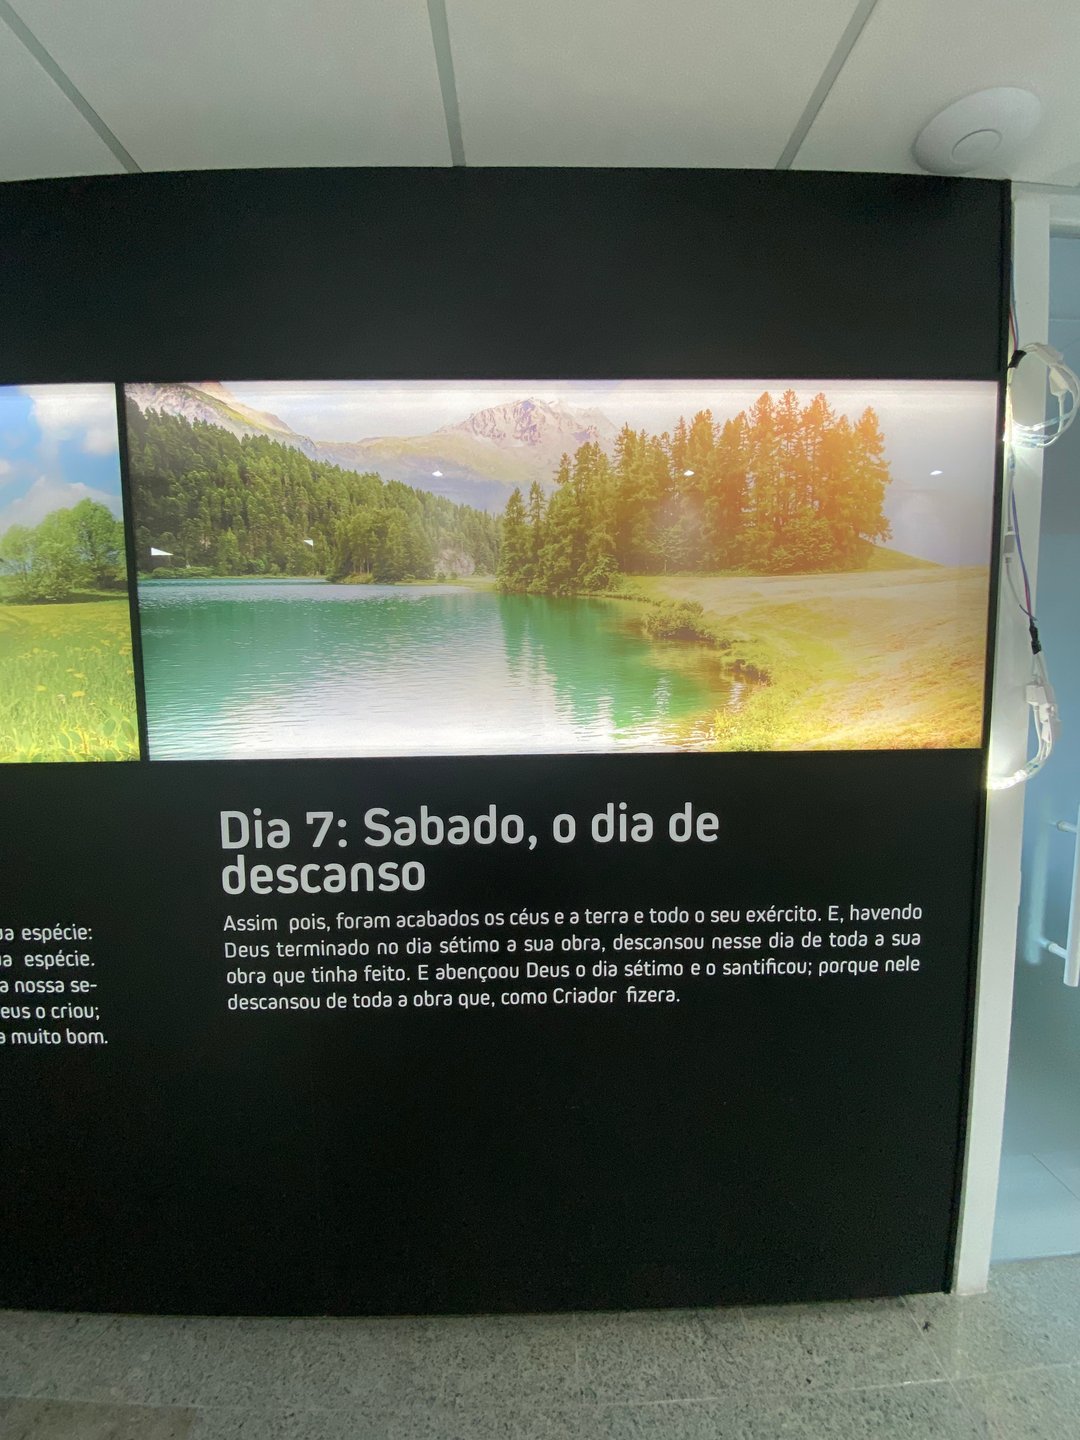 Dia 7: Sabado, o dia de
descanso
Assim pois, foram acabados os céus e a terra e todo o seu exército. E, havendo
Deus terminado no dia sétimo a sua obra, descansou nesse dia de toda a sua
obra que tinha feito. E abençoou Deus o dia sétimo e o santificou; porque nele
descansou de toda a obra que, como Criador fizera.
espécie:
espécie.
a nossa se-
o criou;
muito bom.